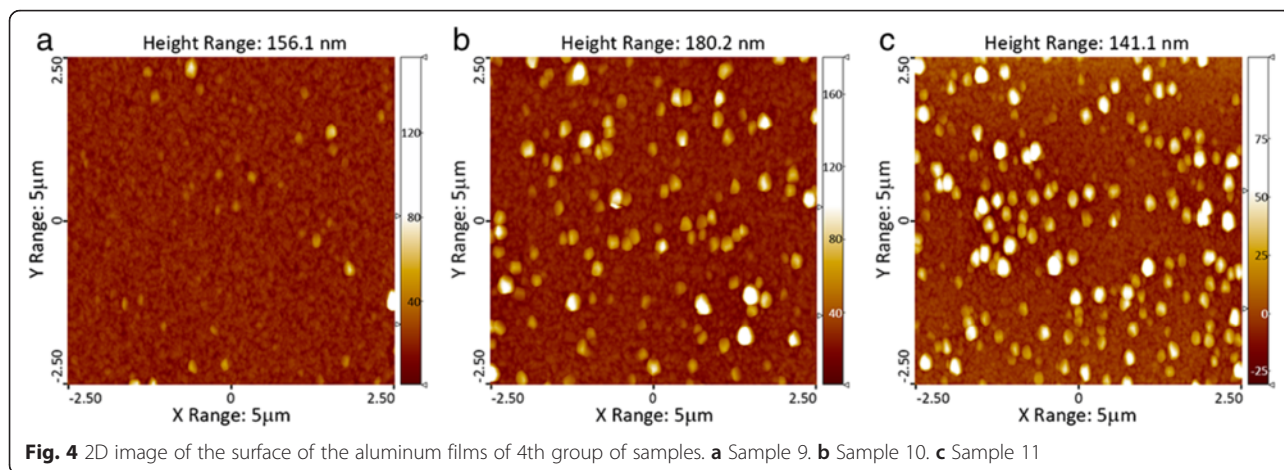 a
Height Range: 156.1 nm
2.50
0
-2.50
Y Range: 5µm
-2.50 0 2.50
X Range: 5µm
120
80
40
b
Height Range: 180.2 nm
2.50
0
-2.50
Y Range: 5µm
-2.50 0 2.50
X Range: 5µm
160
120
80
40
c
Height Range: 141.1 nm
2.50
0
-2.50
Y Range: 5µm
-2.50 0 2.50
X Range: 5µm
75
50
25
0
-25
Fig. 4 2D image of the surface of the aluminum films of 4th group of samples. a Sample 9. b Sample 10. c Sample 11